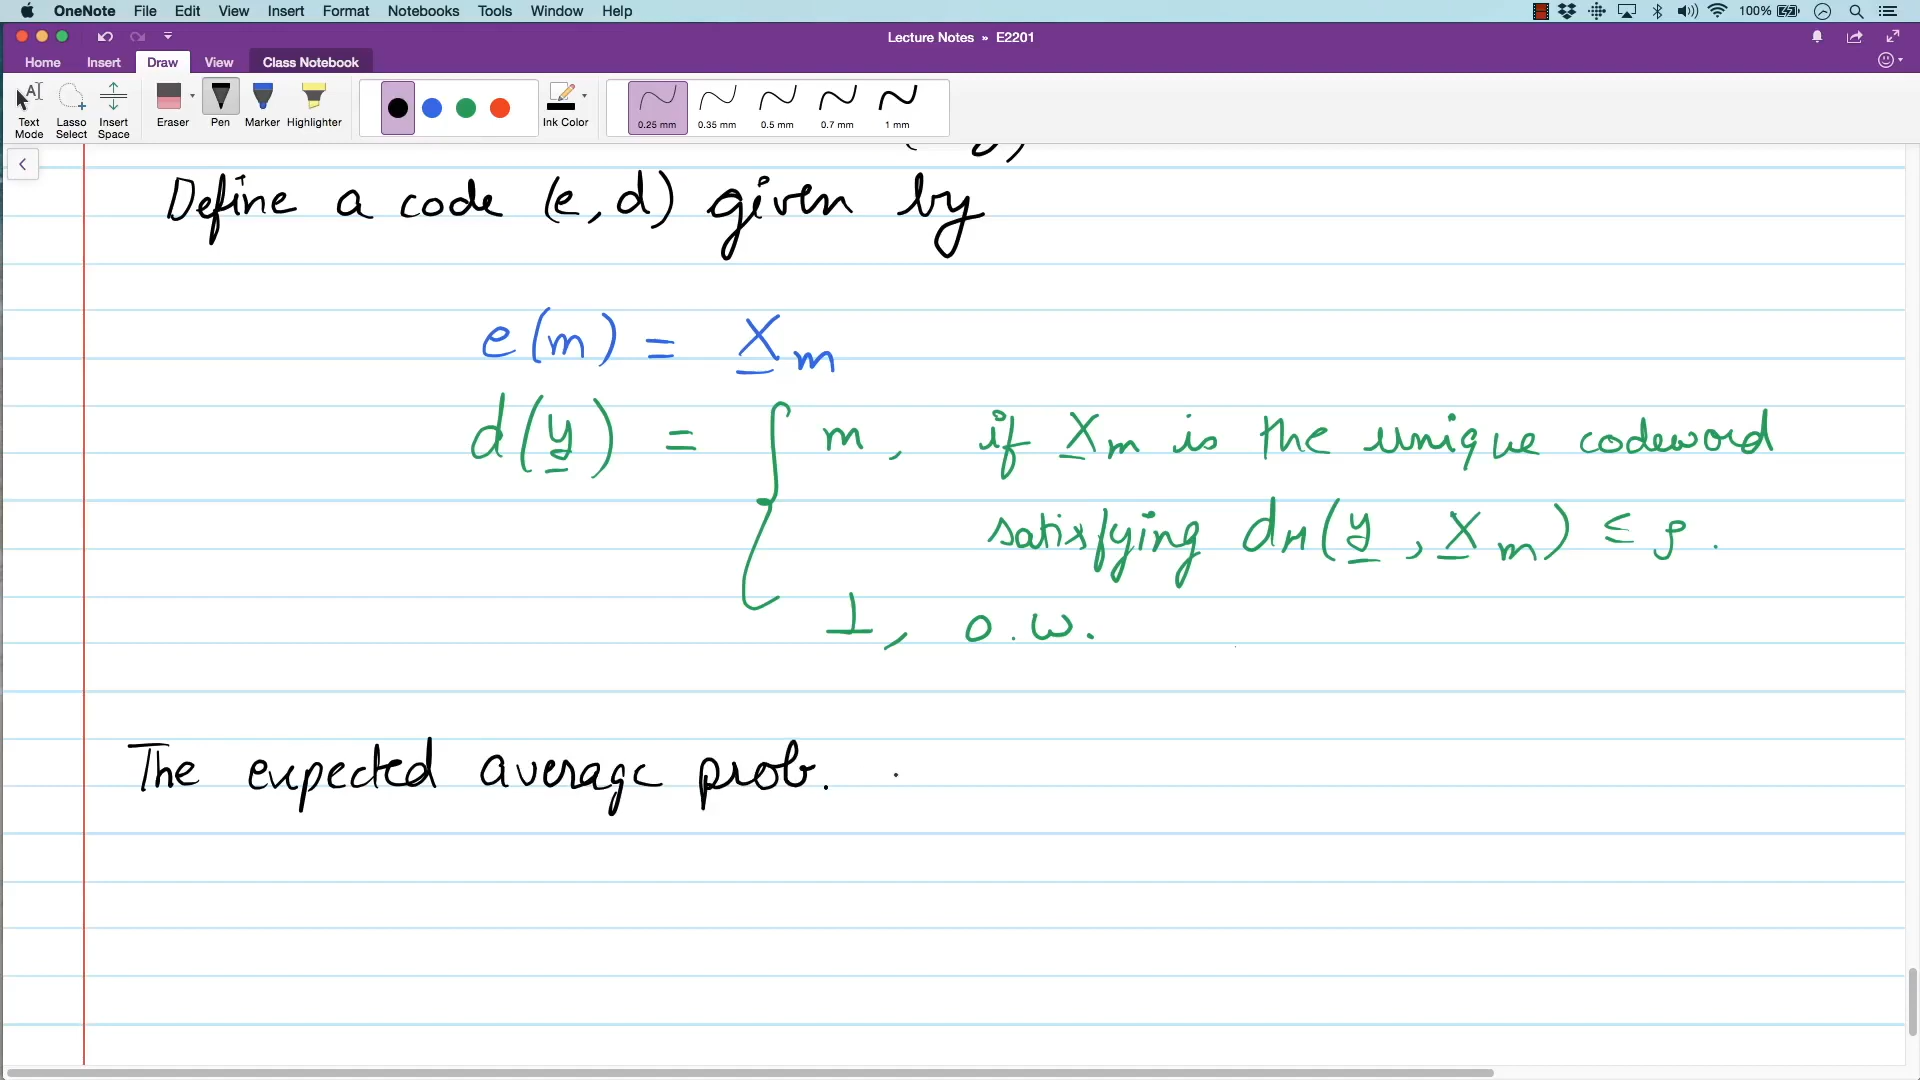 OneNote File Edit View Insert Format Notebooks Tools Window Help 100%
Lecture Notes » E2201
Home Insert Draw View Class Notebook
Text Mode Lasso Select Insert Space Eraser Pen Marker Highlighter Ink Color 0.25 mm 0.35 mm 0.5 mm 0.7 mm 1 mm
Define a code (e, d) given by
e(m) = X_m
d(y) = { m, if X_m is the unique codeword
satisfying d_H(y, X_m) ≤ ρ.
⊥, o.w.
The expected average prob.